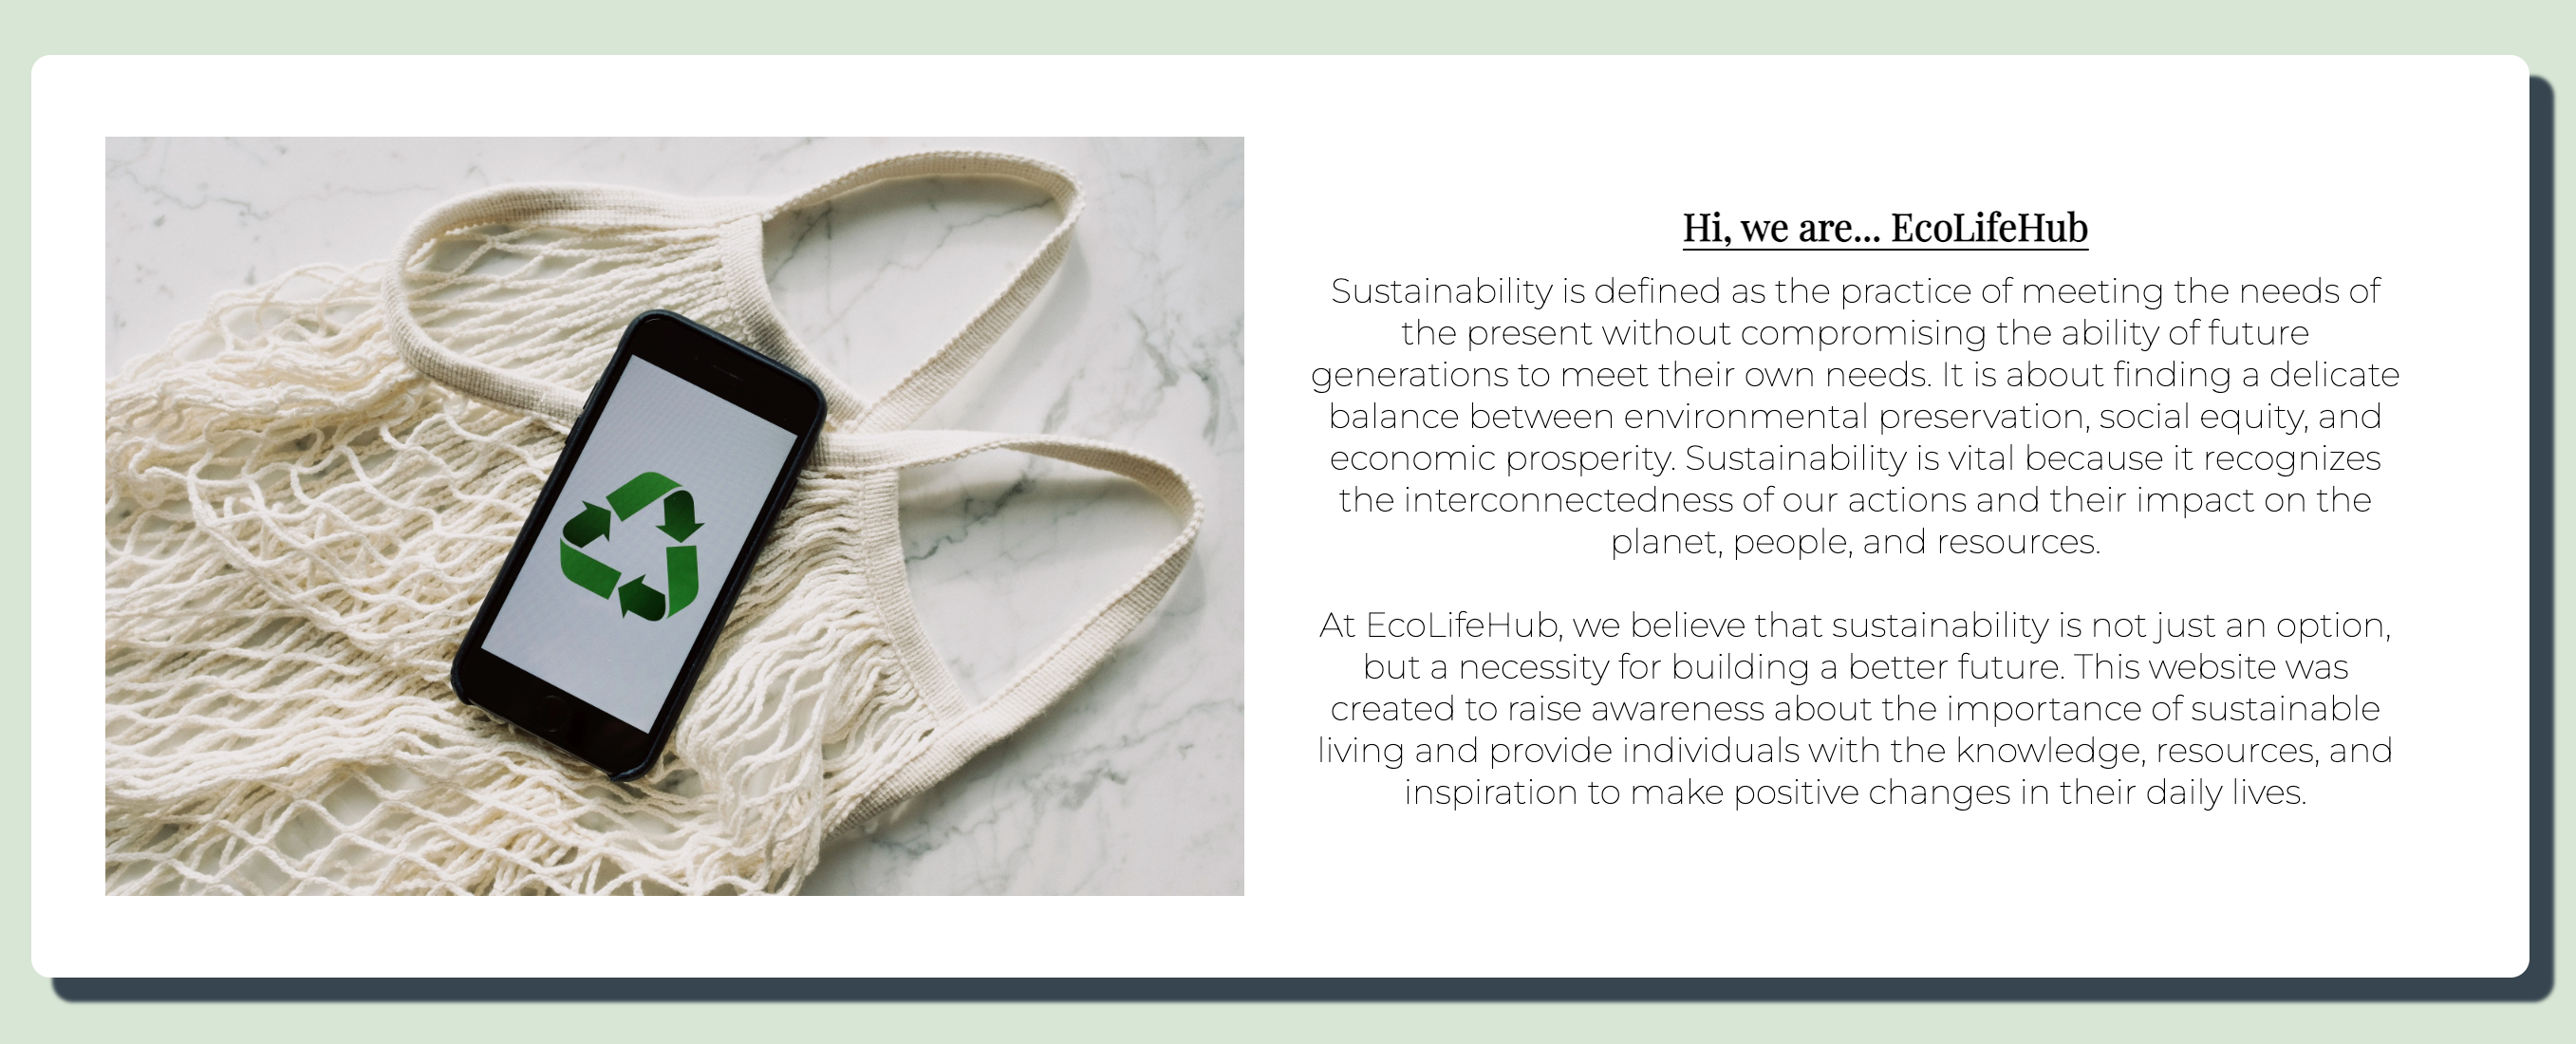 Hi, we are... EcoLifeHub
Sustainability is defined as the practice of meeting the needs of
the present without compromising the ability of future
generations to meet their own needs. It is about finding a delicate
balance between environmental preservation, social equity, and
economic prosperity. Sustainability is vital because it recognizes
the interconnectedness of our actions and their impact on the
planet, people, and resources.
At EcoLifeHub, we believe that sustainability is not just an option,
but a necessity for building a better future. This website was
created to raise awareness about the importance of sustainable
living and provide individuals with the knowledge, resources, and
inspiration to make positive changes in their daily lives.